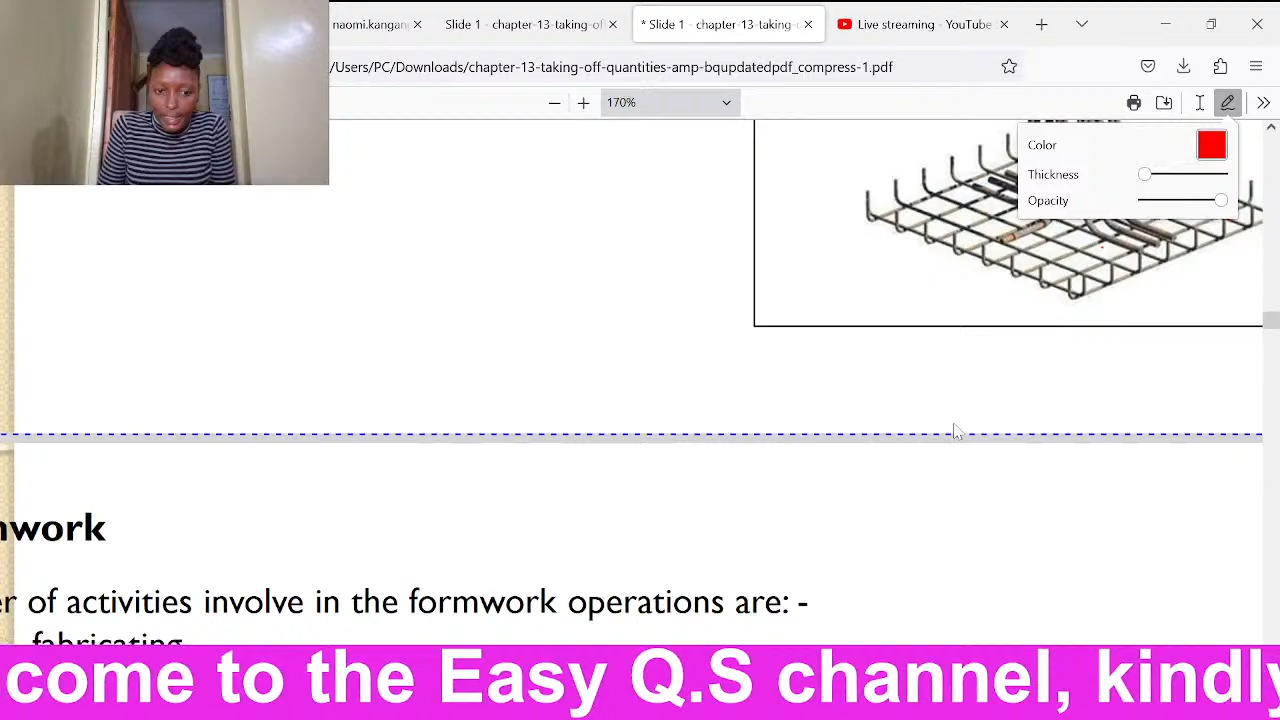 naomi.kangan
Slide 1 - chapter-13-taking-of
* Slide 1 - chapter-13-taking-
Live streaming - YouTube
/Users/PC/Downloads/chapter-13-taking-off-quantities-amp-bqupdatedpdf_compress-1.pdf
70%
Color
Thickness
Opacity
nwork
er of activities involve in the formwork operations are: -
fabricating
come to the Easy Q.S channel, kindly